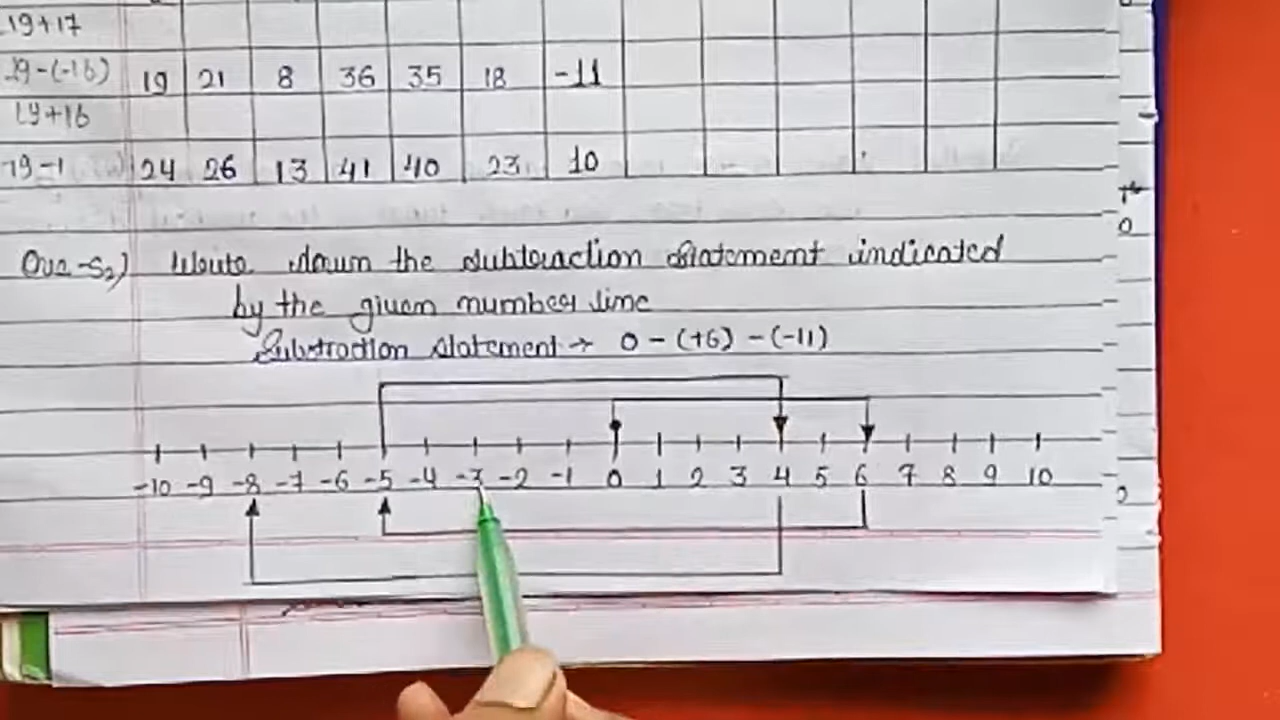 19+17
19-(-16) 19 21 8 36 35 18 -11
19+16
19-1 24 26 13 41 40 23 10
Que-S2) Write down the subtraction statement indicated
by the given number line
Subtraction statement → 0-(+6)-(-11)
-10 -9 -8 -7 -6 -5 -4 -3 -2 -1 0 1 2 3 4 5 6 7 8 9 10